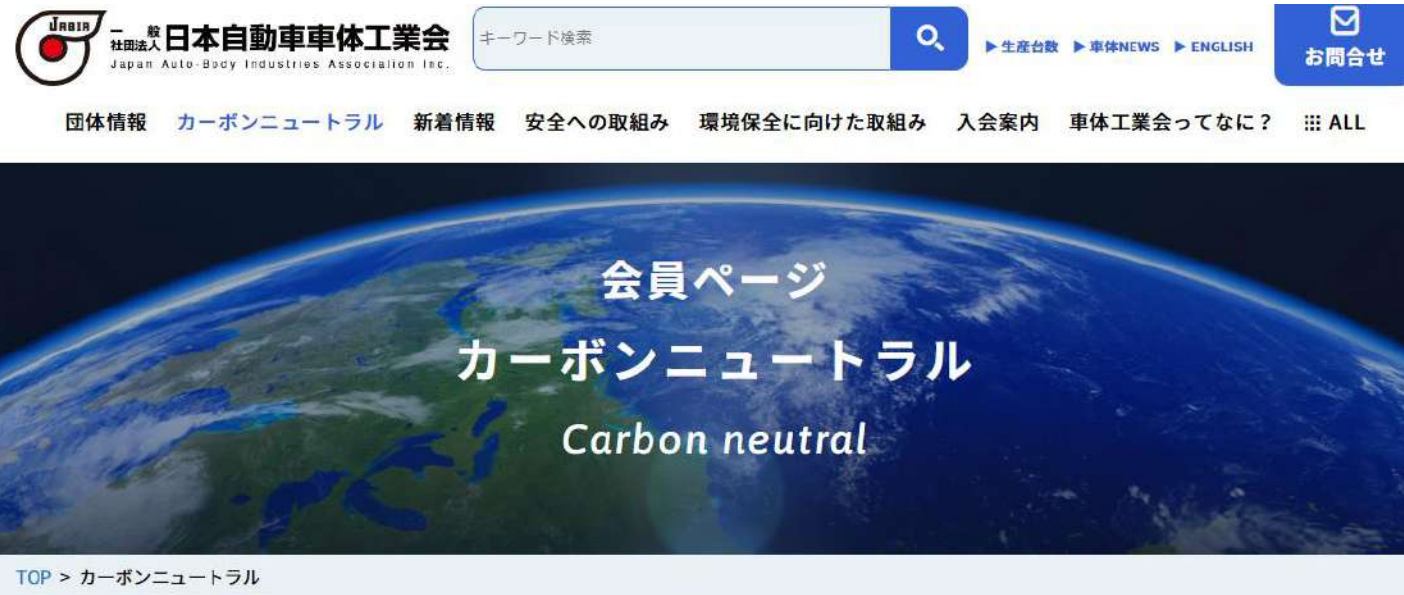 JABIA
一般社団法人 日本自動車車体工業会
Japan Auto-Body Industries Association Inc.
キーワード検索
▶生産台数 ▶車体NEWS ▶ENGLISH
お問合せ
団体情報 カーボンニュートラル 新着情報 安全への取組み 環境保全に向けた取組み 入会案内 車体工業会ってなに? ALL
会員ページ
カーボンニュートラル
Carbon neutral
TOP > カーボンニュートラル